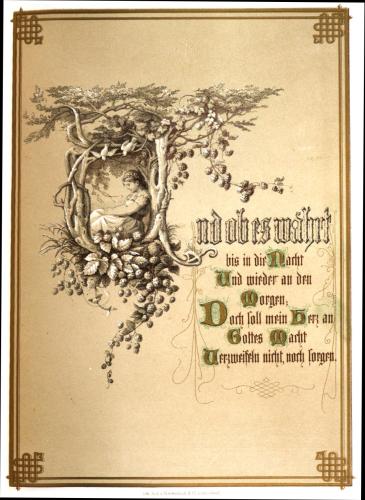 Und ob es währt
bis in die Nacht
Und wieder an den
Morgen,
Doch soll mein Herz an
Gottes Macht
Verzweifeln nicht, noch sorgen.